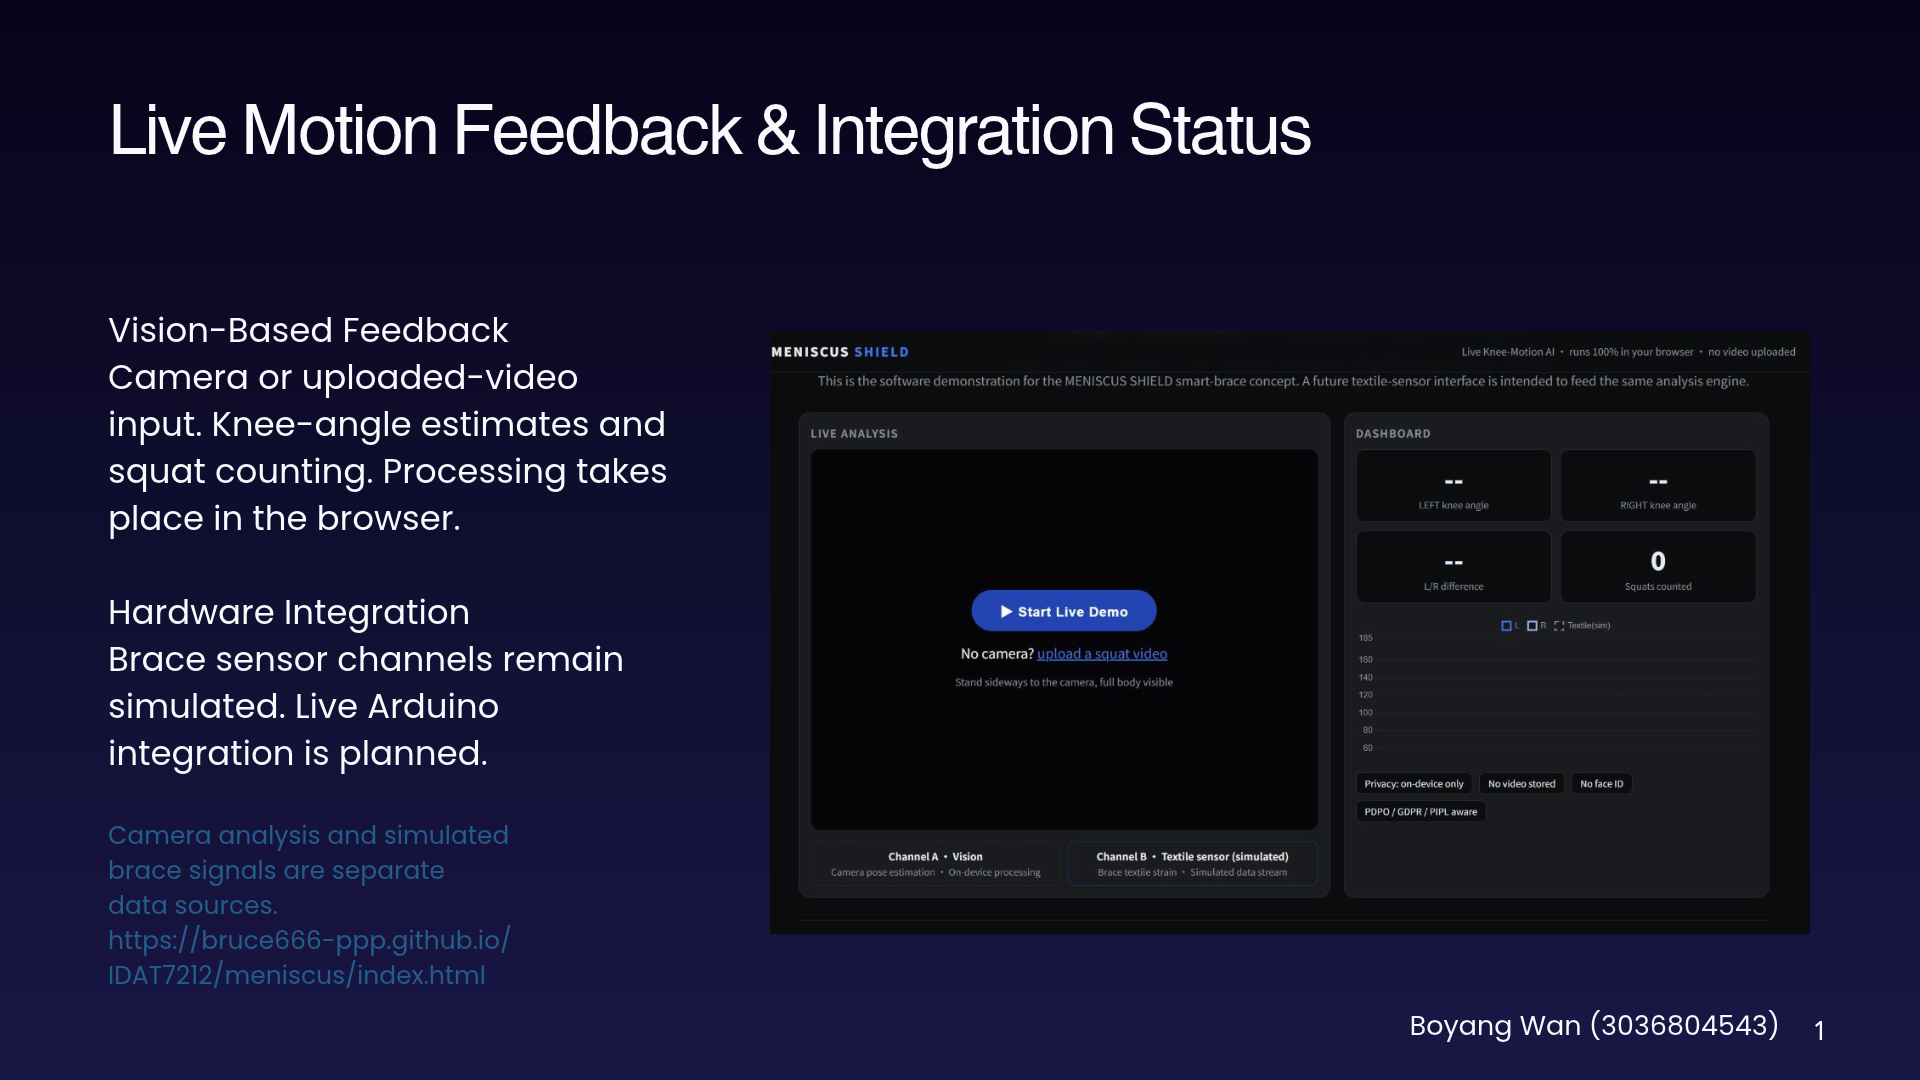 Live Motion Feedback & Integration Status
Vision-Based Feedback
Camera or uploaded-video
input. Knee-angle estimates and
squat counting. Processing takes
place in the browser.
Hardware Integration
Brace sensor channels remain
simulated. Live Arduino
integration is planned.
Camera analysis and simulated
brace signals are separate
data sources.
https://bruce666-ppp.github.io/
IDAT7212/meniscus/index.html
MENISCUS SHIELD
Live Knee-Motion AI • runs 100% in your browser • no video uploaded
This is the software demonstration for the MENISCUS SHIELD smart-brace concept. A future textile-sensor interface is intended to feed the same analysis engine.
LIVE ANALYSIS
▶ Start Live Demo
No camera? upload a squat video
Stand sideways to the camera, full body visible
Channel A • Vision
Camera pose estimation • On-device processing
Channel B • Textile sensor (simulated)
Brace textile strain • Simulated data stream
DASHBOARD
--
LEFT knee angle
--
RIGHT knee angle
--
L/R difference
0
Squats counted
L R Textile(sim)
185
160
140
120
100
80
60
Privacy: on-device only
No video stored
No face ID
PDPO / GDPR / PIPL aware
Boyang Wan (3036804543)
1